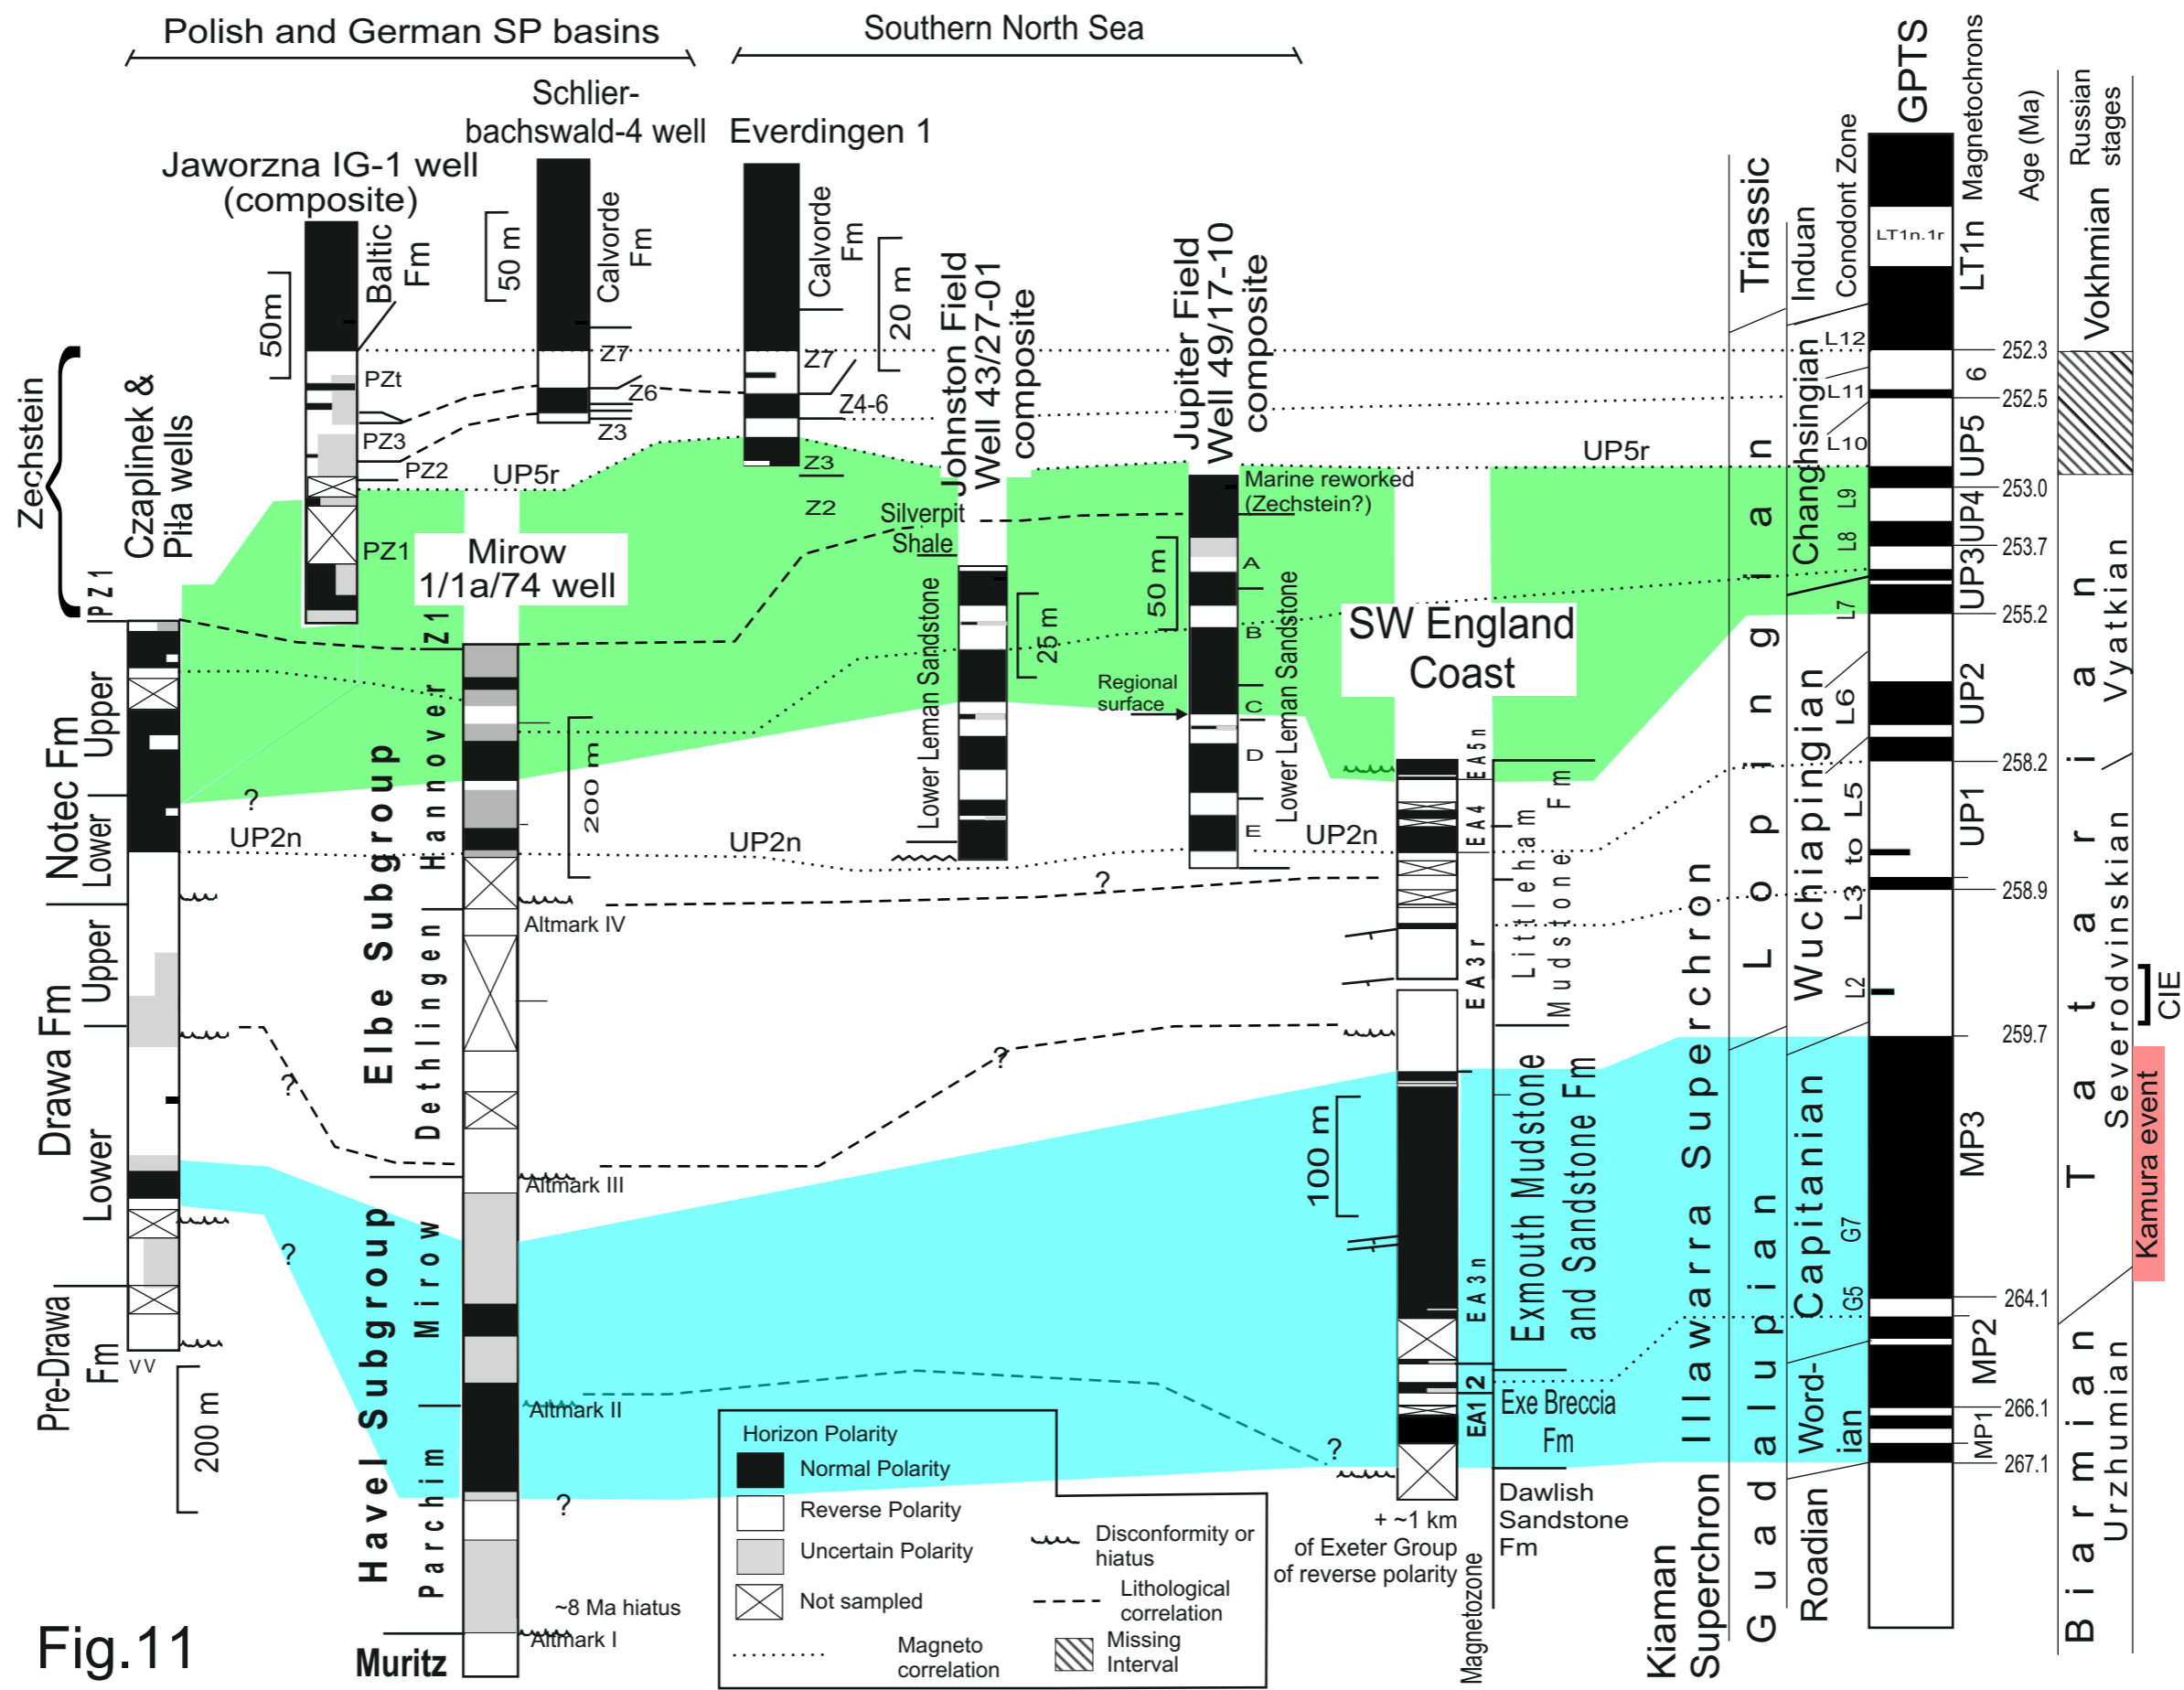 Polish and German SP basins
Southern North Sea
Schlier-
bachswald-4 well
Everdingen 1
Jaworzna IG-1 well
(composite)
Baltic
Fm
50m
Calvorde
Fm
50 m
Calvorde
Fm
20 m
Johnston Field
Well 43/27-01
composite
Jupiter Field
Well 49/17-10
composite
Triassic
Induan
Conodont Zone
GPTS
Magnetochrons
Age (Ma)
Russian
stages
Zechstein
Czaplinek &
Piła wells
PZt
PZ3
PZ2
PZ1
Z7
Z6
Z3
Z7
Z4-6
Z3
Z2
UP5r
UP5r
Mirow
1/1a/74 well
Silverpit
Shale
Marine reworked
(Zechstein?)
Lower Leman Sandstone
25 m
50 m
A
B
C
D
E
Lower Leman Sandstone
Regional
surface
SW England
Coast
PZ 1
Z 1
Notec Fm
Upper
Lower
Drawa Fm
Upper
Lower
Pre-Drawa
Fm
V V
200 m
?
UP2n
UP2n
UP2n
Elbe Subgroup
Hannover
Dethlingen
200 m
Altmark IV
?
?
?
Altmark III
?
Havel Subgroup
Mirow
Parchim
Altmark II
?
?
~8 Ma hiatus
Altmark I
Muritz
EA5n
EA4
EA3r
EA3n
2
EA1
Magnetozone
Littleham
Mudstone Fm
Exmouth Mudstone
and Sandstone Fm
100 m
Exe Breccia
Fm
Dawlish
Sandstone
Fm
+ ~1 km
of Exeter Group
of reverse polarity
Illawarra Superchron
Kiaman
Superchron
Lopingian
Guadalupian
Changhsingian
Wuchiapingian
Capitanian
Word-
ian
Roadian
L12
L11
L10
L9
L8
L7
L6
L3 to L5
L2
G7
G5
LT1n.1r
LT1n
6
UP5
UP4
UP3
UP2
UP1
MP3
MP2
MP1
252.3
252.5
253.0
253.7
255.2
258.2
258.9
259.7
264.1
266.1
267.1
Vokhmian
Tatarian
Vyatkian
Severodvinskian
Biarmian
Urzhumian
CIE
Kamura event
Horizon Polarity
Normal Polarity
Reverse Polarity
Uncertain Polarity
Not sampled
Magneto
correlation
Disconformity or
hiatus
Lithological
correlation
Missing
Interval
Fig.11